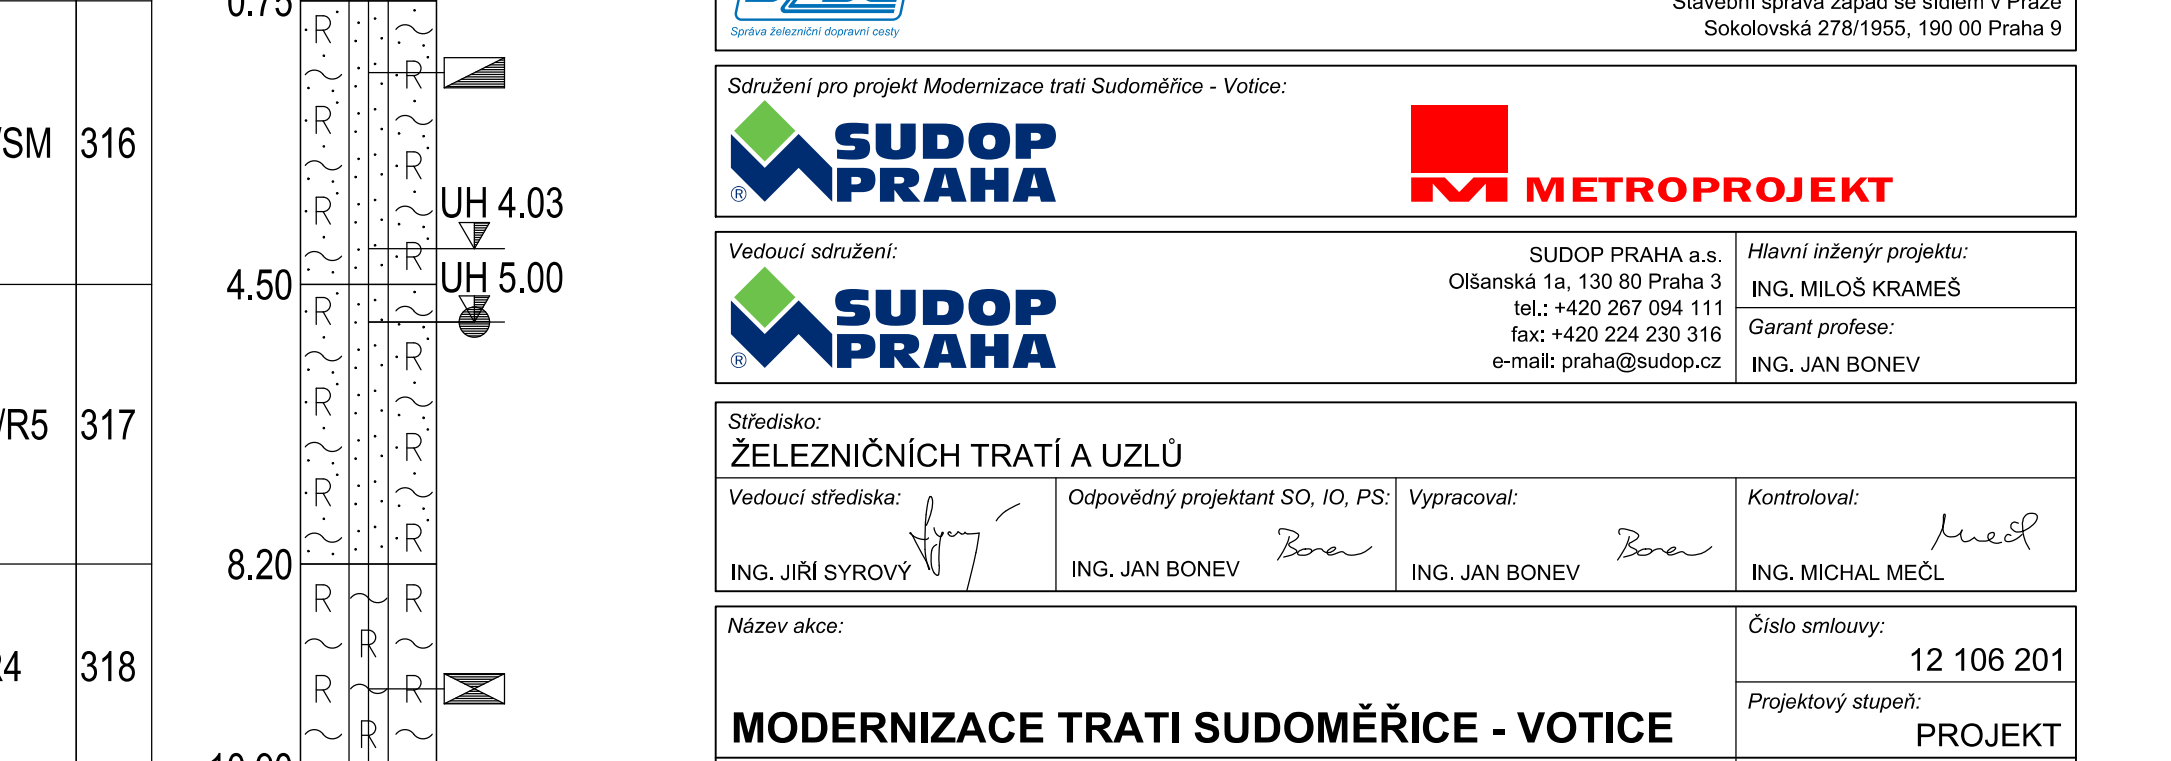 0.75
/SM 316
UH 4.03
4.50
UH 5.00
/R5 317
8.20
318
Správa železniční dopravní cesty
Stavební správa západ se sídlem v Praze
Sokolovská 278/1955, 190 00 Praha 9
Sdružení pro projekt Modernizace trati Sudoměřice - Votice:
SUDOP
PRAHA
®
METROPROJEKT
Vedoucí sdružení:
SUDOP
PRAHA
®
SUDOP PRAHA a.s.
Olšanská 1a, 130 80 Praha 3
tel.: +420 267 094 111
fax: +420 224 230 316
e-mail: praha@sudop.cz
Hlavní inženýr projektu:
ING. MILOŠ KRAMEŠ
Garant profese:
ING. JAN BONEV
Středisko:
ŽELEZNIČNÍCH TRATÍ A UZLŮ
Vedoucí střediska:
ING. JIŘÍ SYROVÝ
Odpovědný projektant SO, IO, PS:
ING. JAN BONEV
Vypracoval:
ING. JAN BONEV
Kontroloval:
ING. MICHAL MEČL
Název akce:
MODERNIZACE TRATI SUDOMĚŘICE - VOTICE
Číslo smlouvy:
12 106 201
Projektový stupeň:
PROJEKT